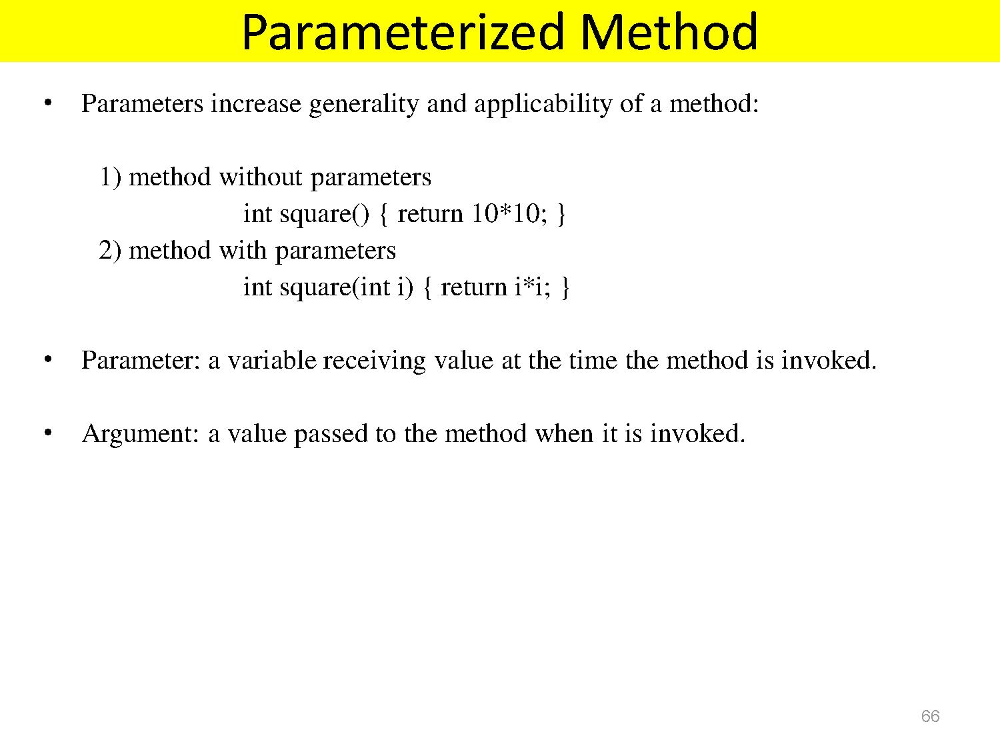 Parameterized Method
• Parameters increase generality and applicability of a method:
1) method without parameters
int square() { return 10*10; }
2) method with parameters
int square(int i) { return i*i; }
• Parameter: a variable receiving value at the time the method is invoked.
• Argument: a value passed to the method when it is invoked.
66